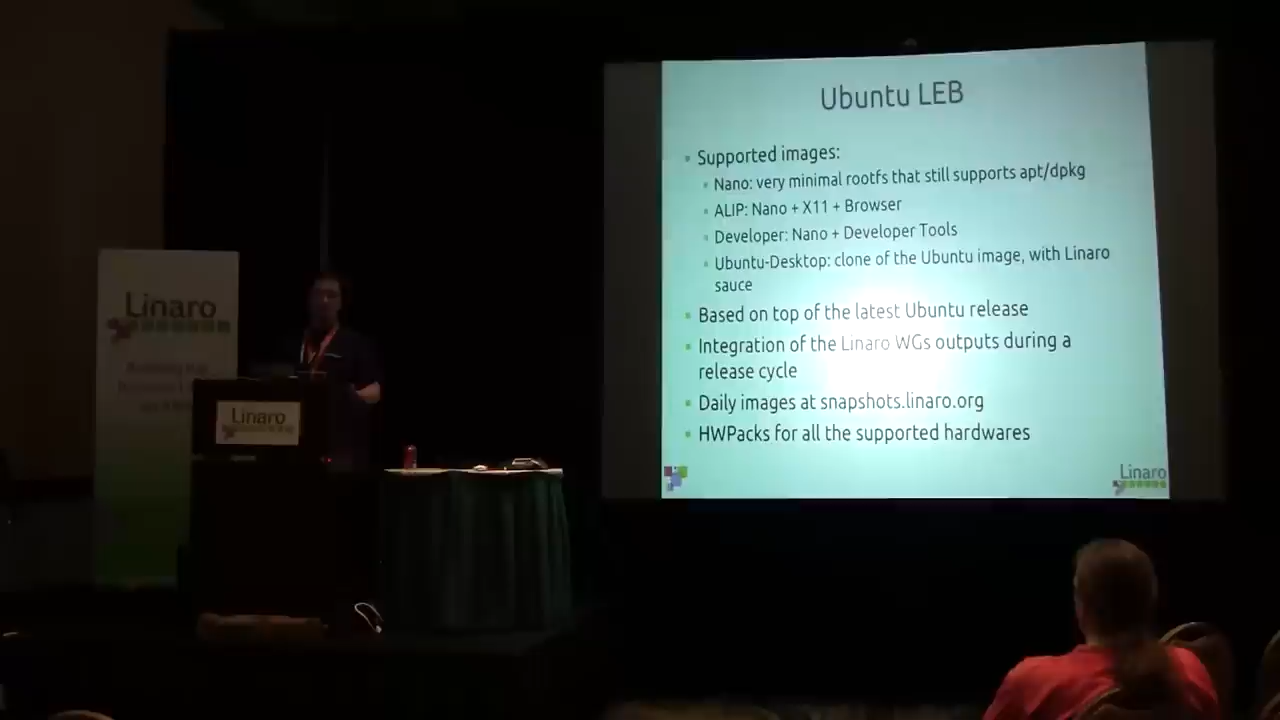 Ubuntu LEB
Supported images:
Nano: very minimal rootfs that still supports apt/dpkg
ALIP: Nano + X11 + Browser
Developer: Nano + Developer Tools
Ubuntu-Desktop: clone of the Ubuntu image, with Linaro
sauce
Based on top of the latest Ubuntu release
Integration of the Linaro WGs outputs during a
release cycle
Daily images at snapshots.linaro.org
HWPacks for all the supported hardwares
Linaro
Linaro
Linaro